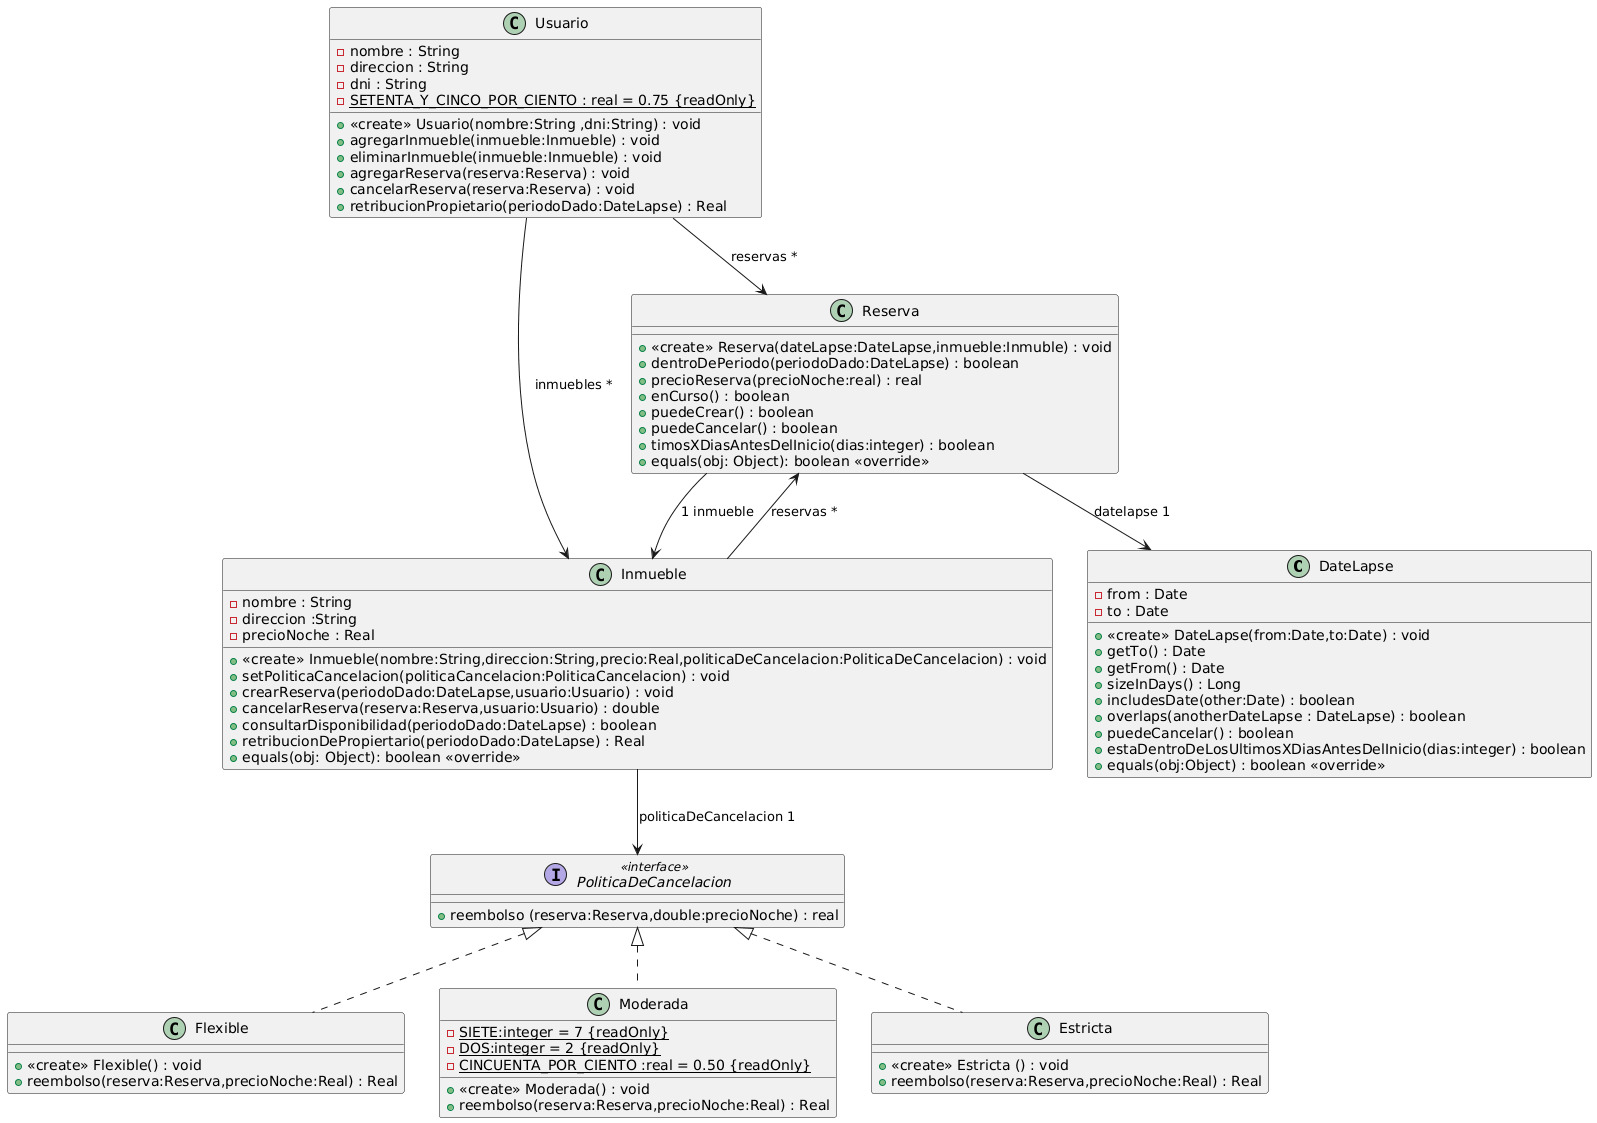 C Usuario
nombre : String
direccion : String
dni : String
SETENTA_Y_CINCO_POR_CIENTO : real = 0.75 {readOnly}
«create» Usuario(nombre:String ,dni:String) : void
agregarInmueble(inmueble:Inmueble) : void
eliminarInmueble(inmueble:Inmueble) : void
agregarReserva(reserva:Reserva) : void
cancelarReserva(reserva:Reserva) : void
retribucionPropietario(periodoDado:DateLapse) : Real
reservas *
C Reserva
«create» Reserva(dateLapse:DateLapse,inmueble:Inmuble) : void
dentroDePeriodo(periodoDado:DateLapse) : boolean
precioReserva(precioNoche:real) : real
enCurso() : boolean
puedeCrear() : boolean
puedeCancelar() : boolean
timosXDiasAntesDelInicio(dias:integer) : boolean
equals(obj: Object): boolean «override»
inmuebles *
1 inmueble
reservas *
datelapse 1
C Inmueble
nombre : String
direccion :String
precioNoche : Real
«create» Inmueble(nombre:String,direccion:String,precio:Real,politicaDeCancelacion:PoliticaDeCancelacion) : void
setPoliticaCancelacion(politicaCancelacion:PoliticaCancelacion) : void
crearReserva(periodoDado:DateLapse,usuario:Usuario) : void
cancelarReserva(reserva:Reserva,usuario:Usuario) : double
consultarDisponibilidad(periodoDado:DateLapse) : boolean
retribucionDePropiertario(periodoDado:DateLapse) : Real
equals(obj: Object): boolean «override»
C DateLapse
from : Date
to : Date
«create» DateLapse(from:Date,to:Date) : void
getTo() : Date
getFrom() : Date
sizeInDays() : Long
includesDate(other:Date) : boolean
overlaps(anotherDateLapse : DateLapse) : boolean
puedeCancelar() : boolean
estaDentroDeLosUltimosXDiasAntesDelInicio(dias:integer) : boolean
equals(obj:Object) : boolean «override»
politicaDeCancelacion 1
«interface»
I PoliticaDeCancelacion
reembolso (reserva:Reserva,double:precioNoche) : real
C Flexible
«create» Flexible() : void
reembolso(reserva:Reserva,precioNoche:Real) : Real
C Moderada
SIETE:integer = 7 {readOnly}
DOS:integer = 2 {readOnly}
CINCUENTA_POR_CIENTO :real = 0.50 {readOnly}
«create» Moderada() : void
reembolso(reserva:Reserva,precioNoche:Real) : Real
C Estricta
«create» Estricta () : void
reembolso(reserva:Reserva,precioNoche:Real) : Real